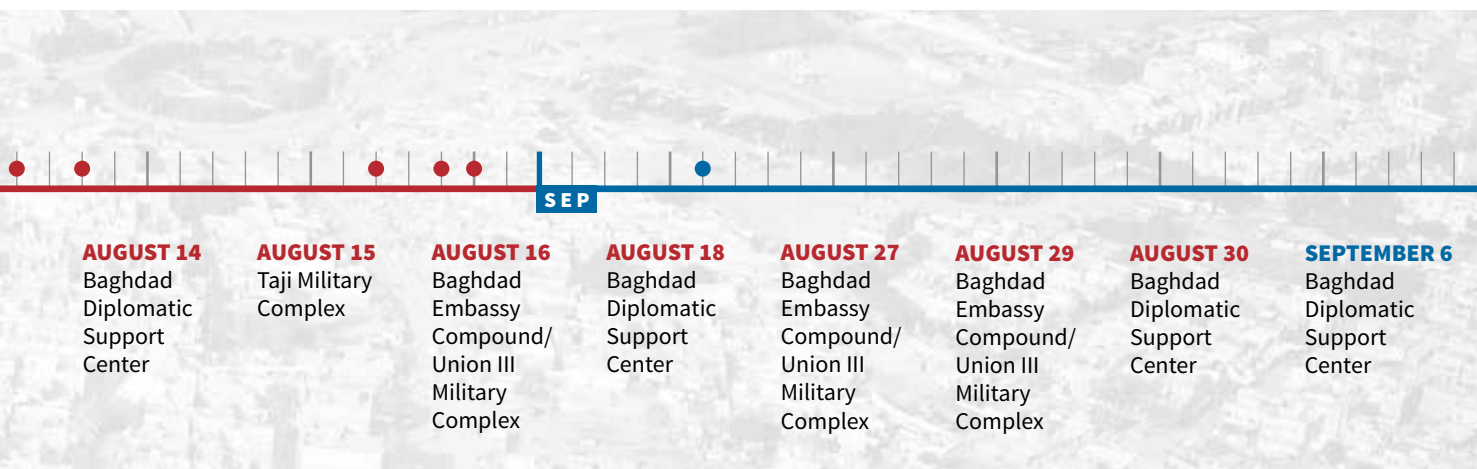 SEP
AUGUST 14
Baghdad
Diplomatic
Support
Center
AUGUST 15
Taji Military
Complex
AUGUST 16
Baghdad
Embassy
Compound/
Union III
Military
Complex
AUGUST 18
Baghdad
Diplomatic
Support
Center
AUGUST 27
Baghdad
Embassy
Compound/
Union III
Military
Complex
AUGUST 29
Baghdad
Embassy
Compound/
Union III
Military
Complex
AUGUST 30
Baghdad
Diplomatic
Support
Center
SEPTEMBER 6
Baghdad
Diplomatic
Support
Center